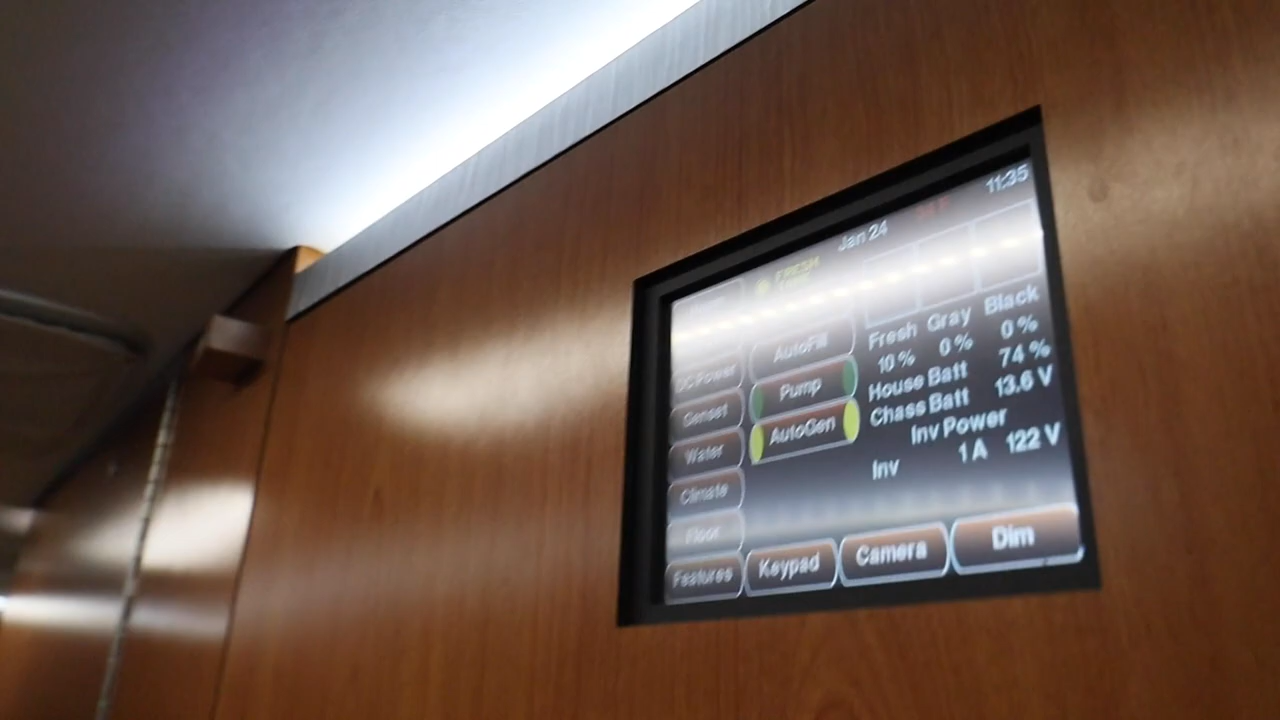 11:35
Jan 24
FRESH
Fresh Gray Black
10 % 0 % 0 %
House Batt 74 %
Chass Batt 13.6 V
Inv Power
Inv 1 A 122 V
AutoFill
Pump
AutoGen
DC Power
Genset
Water
Climate
Floor
Features
Keypad
Camera
Dim